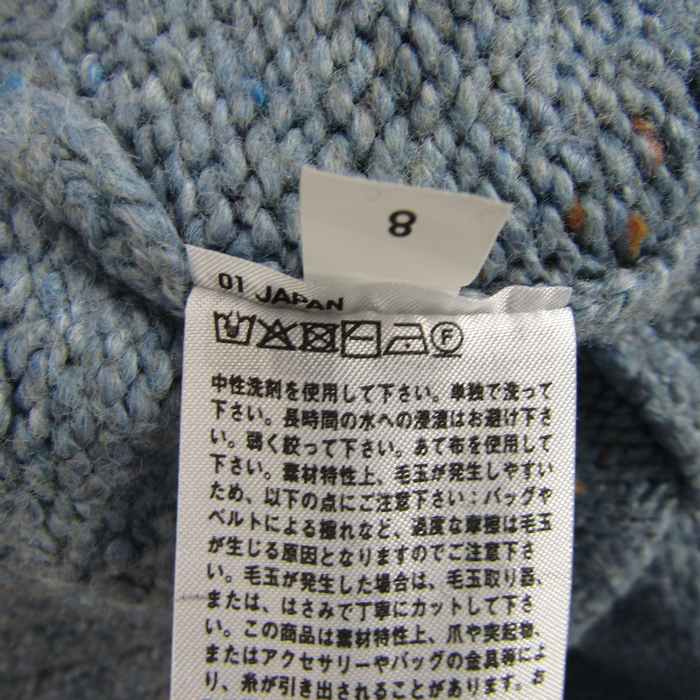 8
01 JAPAN
F
中性洗剤を使用して下さい。単独で洗って
下さい。長時間の水への浸漬はお避け下さ
い。弱く絞って下さい。あて布を使用して
下さい。素材特性上、毛玉が発生しやすい
ため、以下の点にご注意下さい:バッグや
ベルトによる擦れなど、過度な摩擦は毛玉
が生じる原因となりますのでご注意下さ
い。毛玉が発生した場合は、毛玉取り器、
または、はさみで丁寧にカットして下さ
い。この商品は素材特性上、爪や突起物、
またはアクセサリーやバッグの金具等によ
り、糸が引き出されることがあります。お